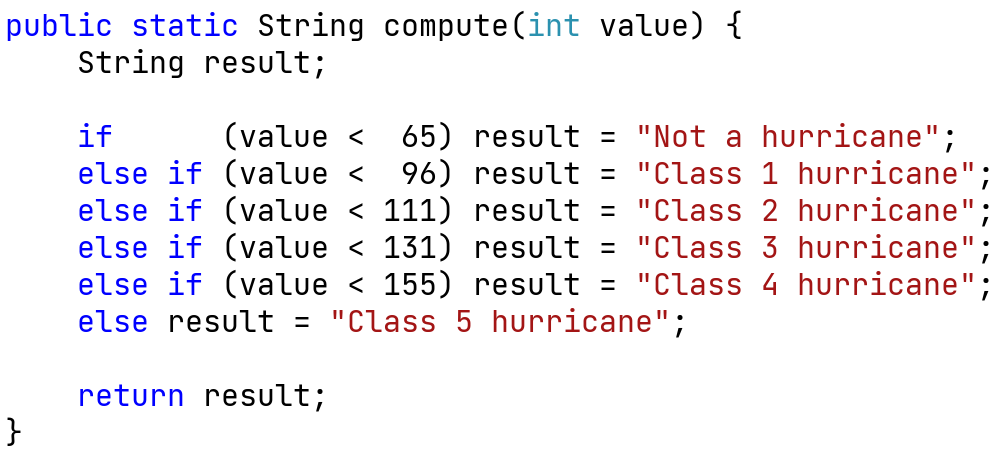 public static String compute(int value) {
    String result;

    if      (value <  65) result = "Not a hurricane";
    else if (value <  96) result = "Class 1 hurricane";
    else if (value < 111) result = "Class 2 hurricane";
    else if (value < 131) result = "Class 3 hurricane";
    else if (value < 155) result = "Class 4 hurricane";
    else result = "Class 5 hurricane";

    return result;
}